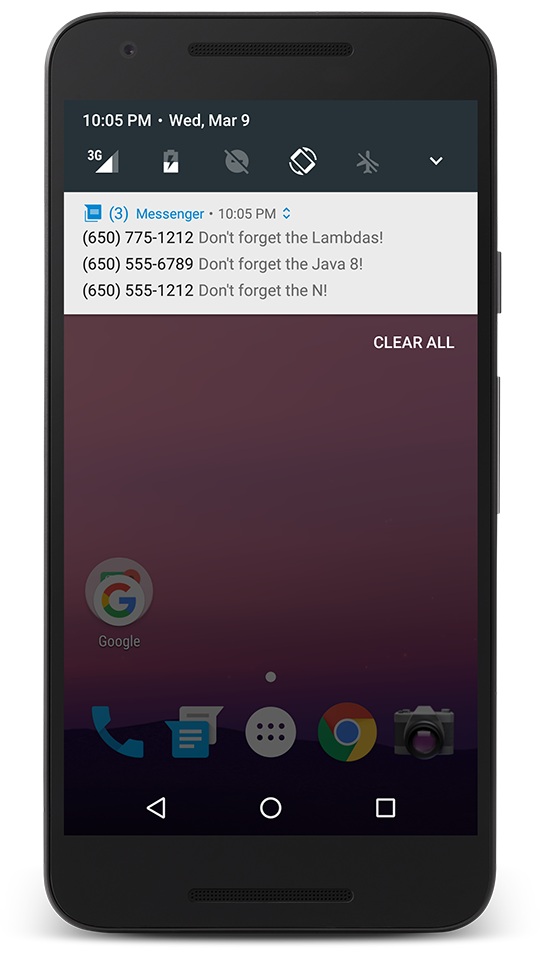 10:05 PM • Wed, Mar 9
3G
(3) Messenger • 10:05 PM
(650) 775-1212 Don't forget the Lambdas!
(650) 555-6789 Don't forget the Java 8!
(650) 555-1212 Don't forget the N!
CLEAR ALL
G
Google